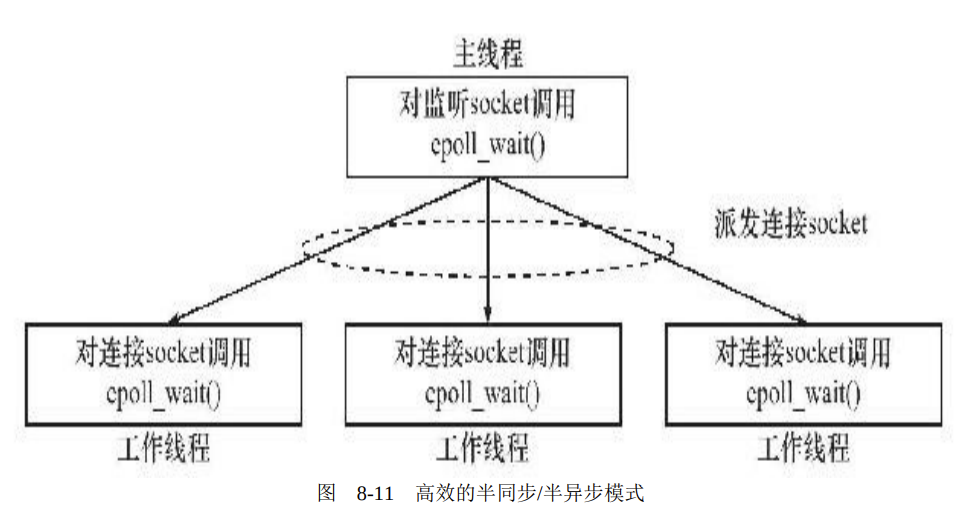 主线程
对监听socket调用
epoll_wait()
派发连接socket
对连接socket调用
epoll_wait()
工作线程
对连接socket调用
epoll_wait()
工作线程
对连接socket调用
epoll_wait()
工作线程
图 8-11 高效的半同步/半异步模式